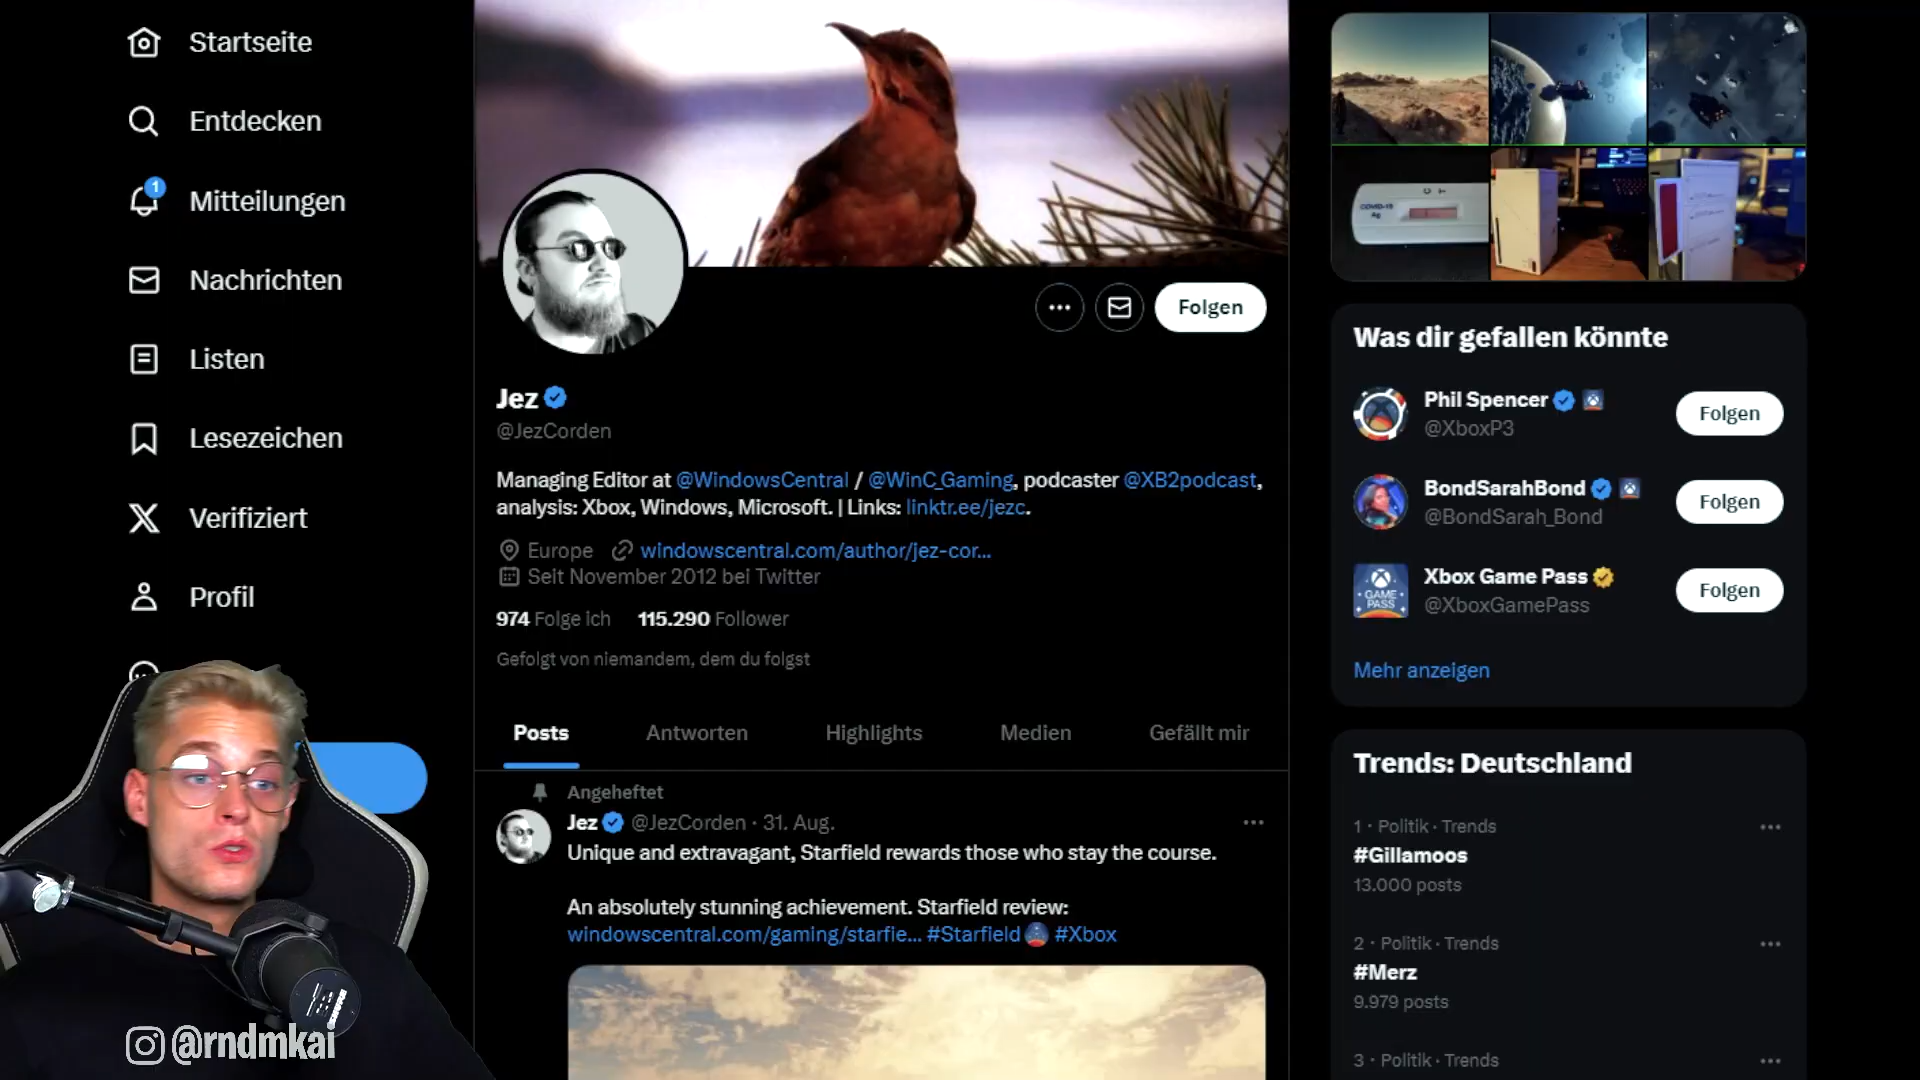 Startseite
Entdecken
1
Mitteilungen
Nachrichten
Listen
Lesezeichen
Verifiziert
Profil
@rndmkai
Folgen
Jez
@JezCorden
Managing Editor at @WindowsCentral / @WinC_Gaming, podcaster @XB2podcast,
analysis: Xbox, Windows, Microsoft. | Links: linktr.ee/jezc.
Europe windowscentral.com/author/jez-cor...
Seit November 2012 bei Twitter
974 Folge ich 115.290 Follower
Gefolgt von niemandem, dem du folgst
Posts Antworten Highlights Medien Gefällt mir
Angeheftet
Jez @JezCorden · 31. Aug.
Unique and extravagant, Starfield rewards those who stay the course.
An absolutely stunning achievement. Starfield review:
windowscentral.com/gaming/starfie... #Starfield #Xbox
COVID-19
Ag
C T
Was dir gefallen könnte
Phil Spencer
@XboxP3
Folgen
BondSarahBond
@BondSarah_Bond
Folgen
GAME
PASS
Xbox Game Pass
@XboxGamePass
Folgen
Mehr anzeigen
Trends: Deutschland
1 · Politik · Trends
#Gillamoos
13.000 posts
2 · Politik · Trends
#Merz
9.979 posts
3 · Politik · Trends